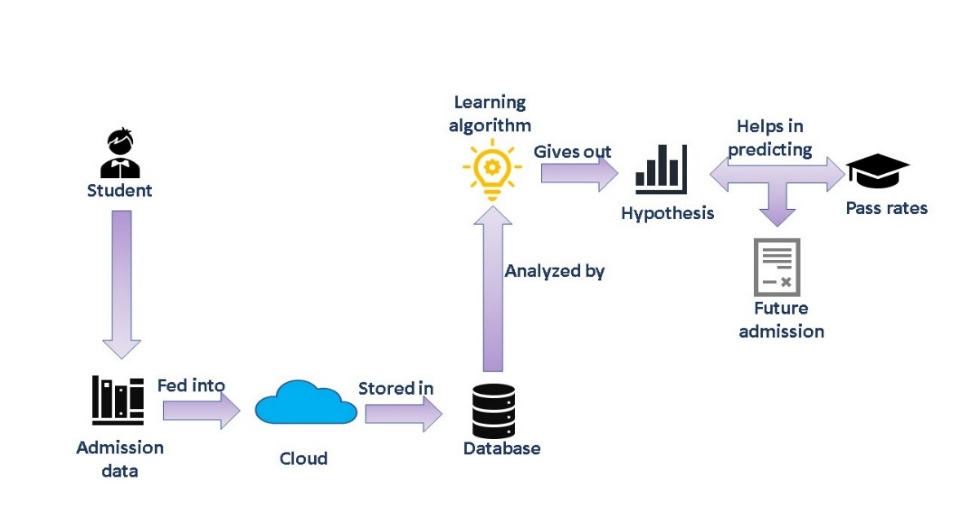 Learning
algorithm
Helps in
predicting
Gives out
Student
Hypothesis
Pass rates
Analyzed by
Future
admission
Fed into
Stored in
Admission
data
Cloud
Database